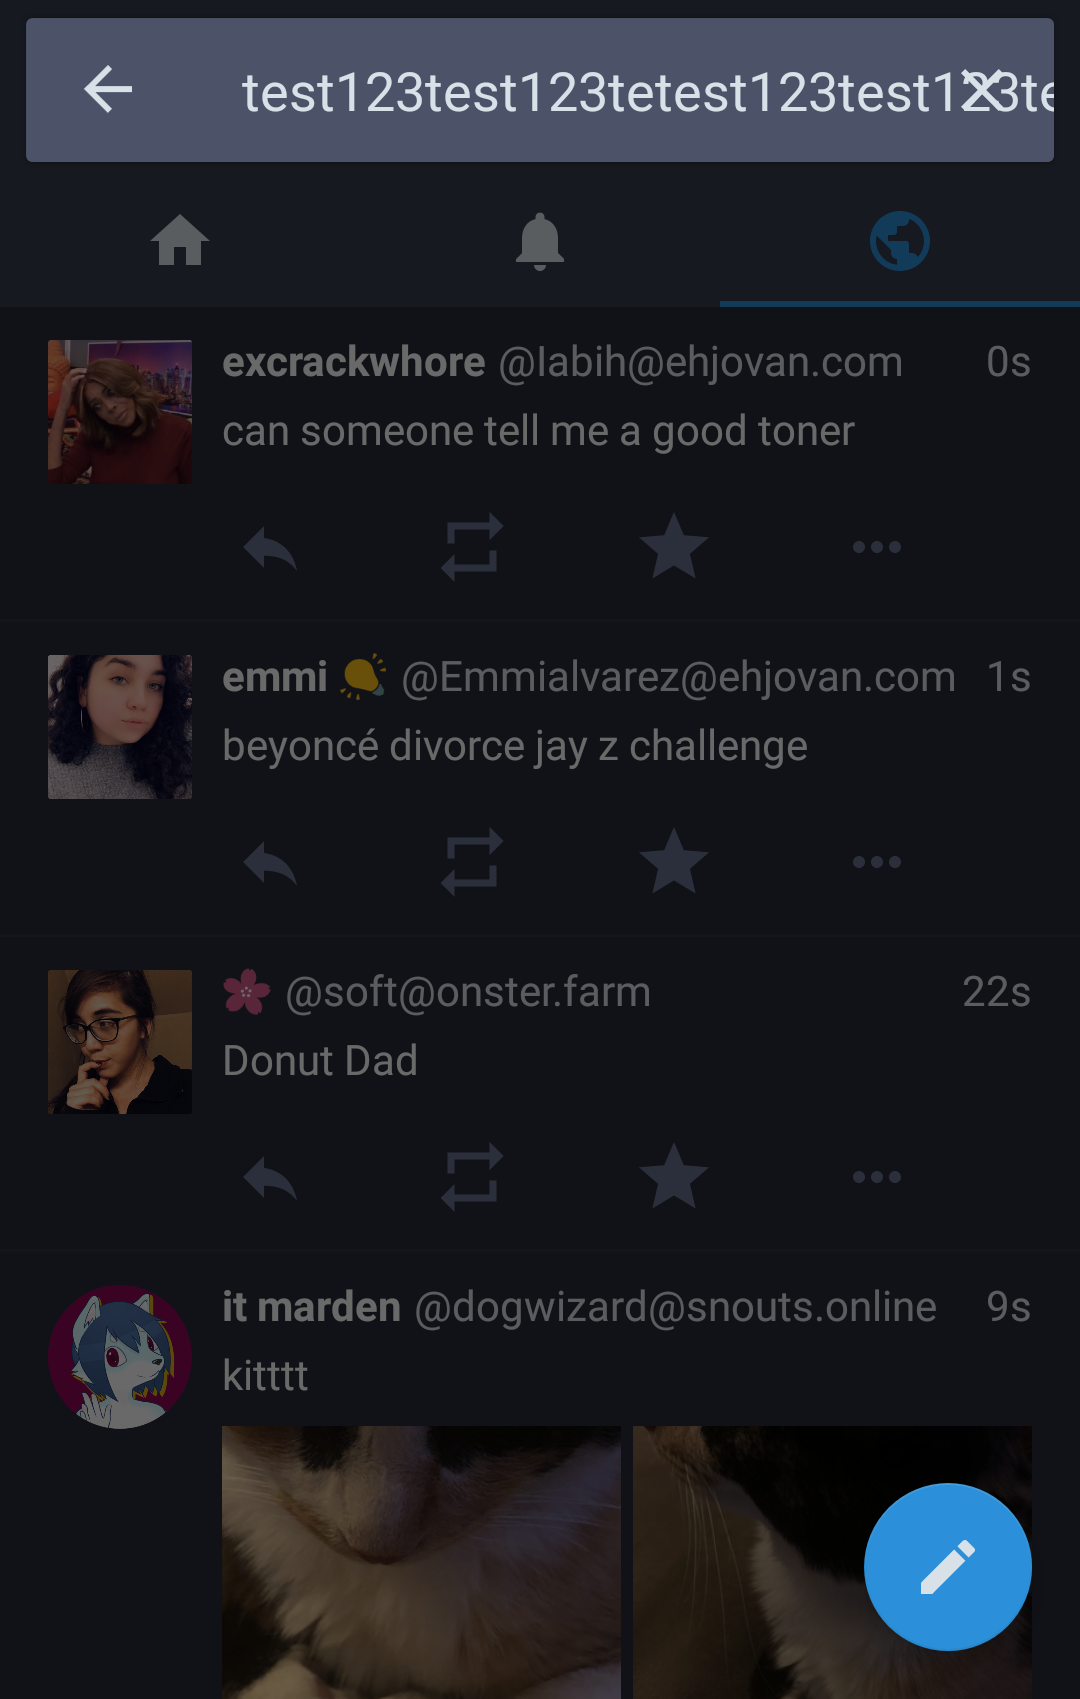 test123test123tetest123test123te
excrackwhore @labih@ehjovan.com 0s
can someone tell me a good toner
emmi 💡 @Emmialvarez@ehjovan.com 1s
beyoncé divorce jay z challenge
🌸 @soft@onster.farm 22s
Donut Dad
it marden @dogwizard@snouts.online 9s
kitttt